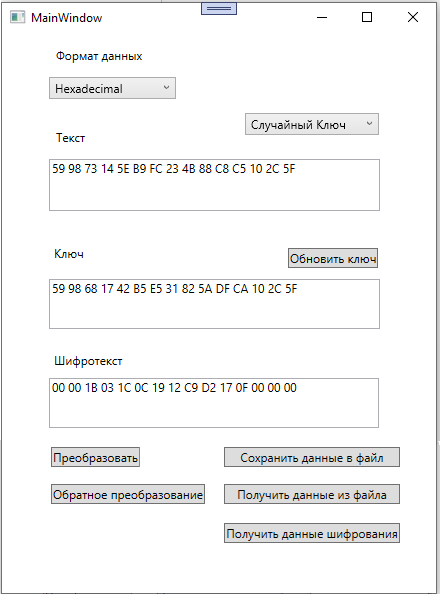 MainWindow
Формат данных
Hexadecimal
Случайный Ключ
Текст
59 98 73 14 5E B9 FC 23 4B 88 C8 C5 10 2C 5F
Ключ
Обновить ключ
59 98 68 17 42 B5 E5 31 82 5A DF CA 10 2C 5F
Шифротекст
00 00 1B 03 1C 0C 19 12 C9 D2 17 0F 00 00 00
Преобразовать
Сохранить данные в файл
Обратное преобразование
Получить данные из файла
Получить данные шифрования